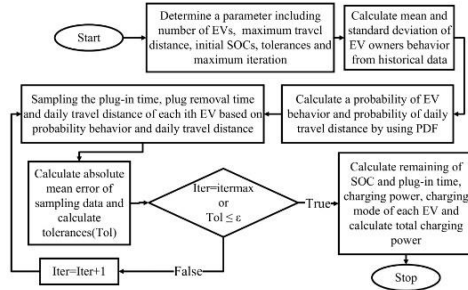 Start
Determine a parameter including
number of EVs, maximum travel
distance, initial SOCs, tolerances and
maximum iteration
Calculate mean and
standard deviation of
EV owners behavior
from historical data
Sampling the plug-in time, plug removal time
and daily travel distance of each ith EV based on
probability behavior and daily travel distance
Calculate a probability of EV
behavior and probability of daily
travel distance by using PDF
Calculate absolute
mean error of
sampling data and
calculate
tolerances(Tol)
Iter=itermax
or
Tol ≤ ε
True
Calculate remaining of
SOC and plug-in time,
charging power, charging
mode of each EV and
calculate total charging
power
False
Iter=Iter+1
Stop